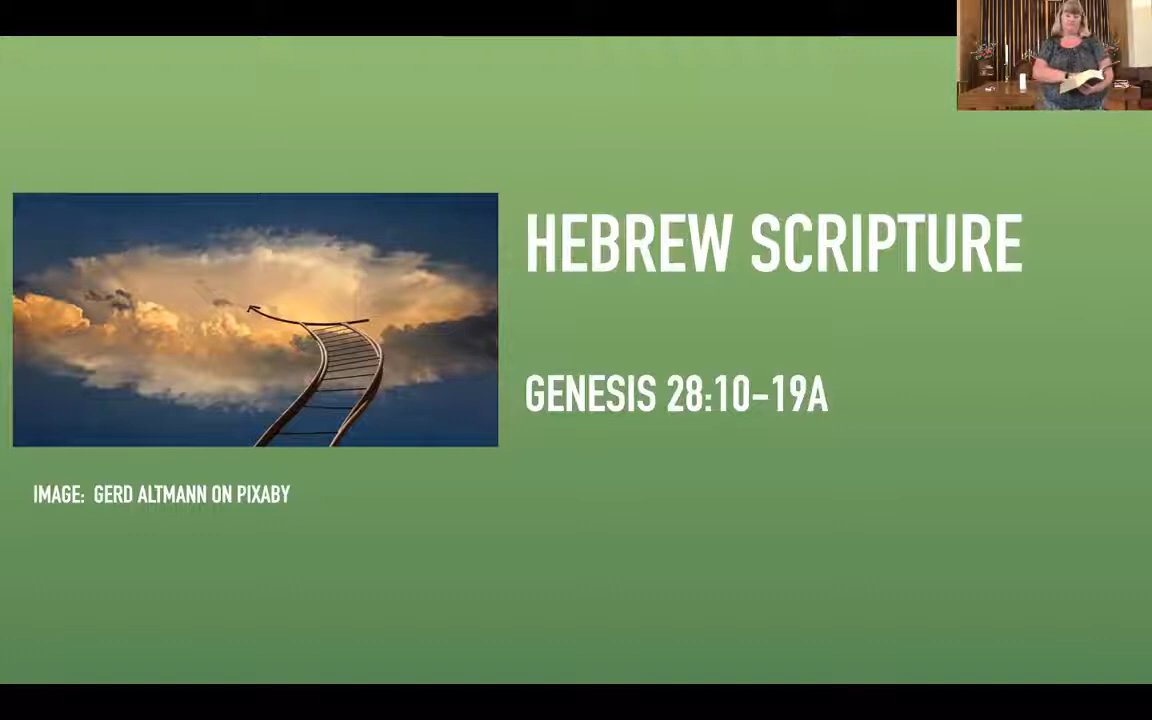 HEBREW SCRIPTURE
GENESIS 28:10-19A
IMAGE: GERD ALTMANN ON PIXABY